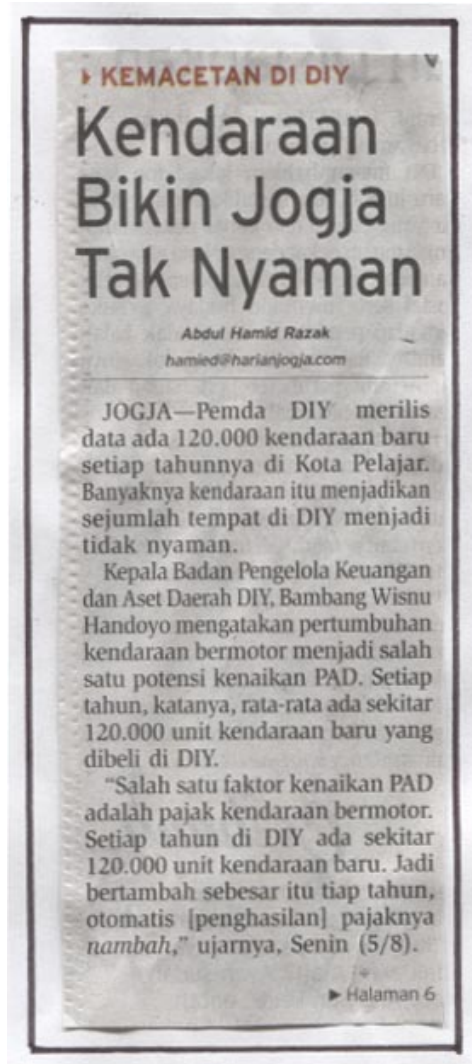 KEMACETAN DI DIY
Kendaraan
Bikin Jogja
Tak Nyaman
Abdul Hamid Razak
hamied@harianjogja.com
JOGJA—Pemda DIY merilis
data ada 120.000 kendaraan baru
setiap tahunnya di Kota Pelajar.
Banyaknya kendaraan itu menjadikan
sejumlah tempat di DIY menjadi
tidak nyaman.
Kepala Badan Pengelola Keuangan
dan Aset Daerah DIY, Bambang Wisnu
Handoyo mengatakan pertumbuhan
kendaraan bermotor menjadi salah
satu potensi kenaikan PAD. Setiap
tahun, katanya, rata-rata ada sekitar
120.000 unit kendaraan baru yang
dibeli di DIY.
“Salah satu faktor kenaikan PAD
adalah pajak kendaraan bermotor.
Setiap tahun di DIY ada sekitar
120.000 unit kendaraan baru. Jadi
bertambah sebesar itu tiap tahun,
otomatis [penghasilan] pajaknya
nambah,” ujarnya, Senin (5/8).
► Halaman 6